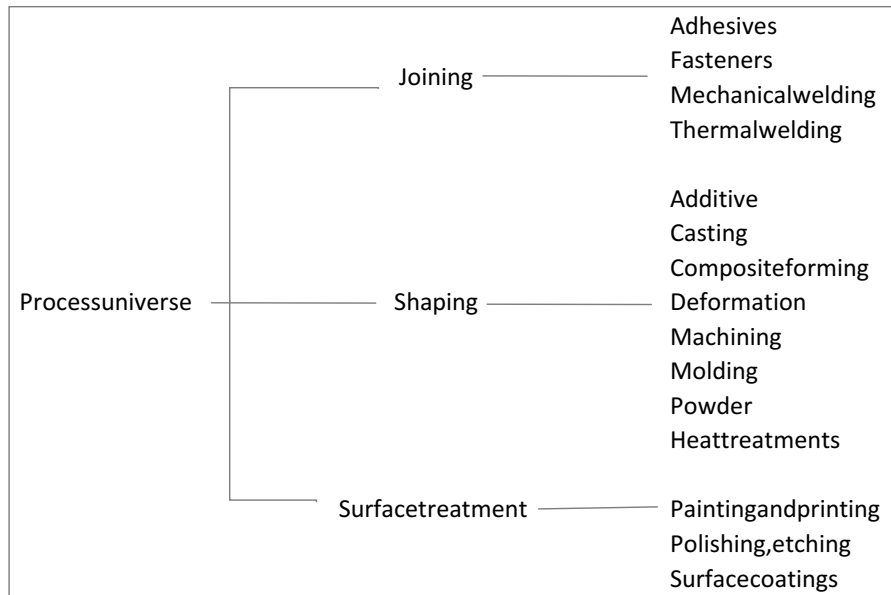 Adhesives
Fasteners
Joining
Mechanicalwelding
Thermalwelding
Additive
Casting
Compositeforming
Processuniverse
Shaping
Deformation
Machining
Molding
Powder
Heattreatments
Surfacetreatment
Paintingandprinting
Polishing,etching
Surfacecoatings